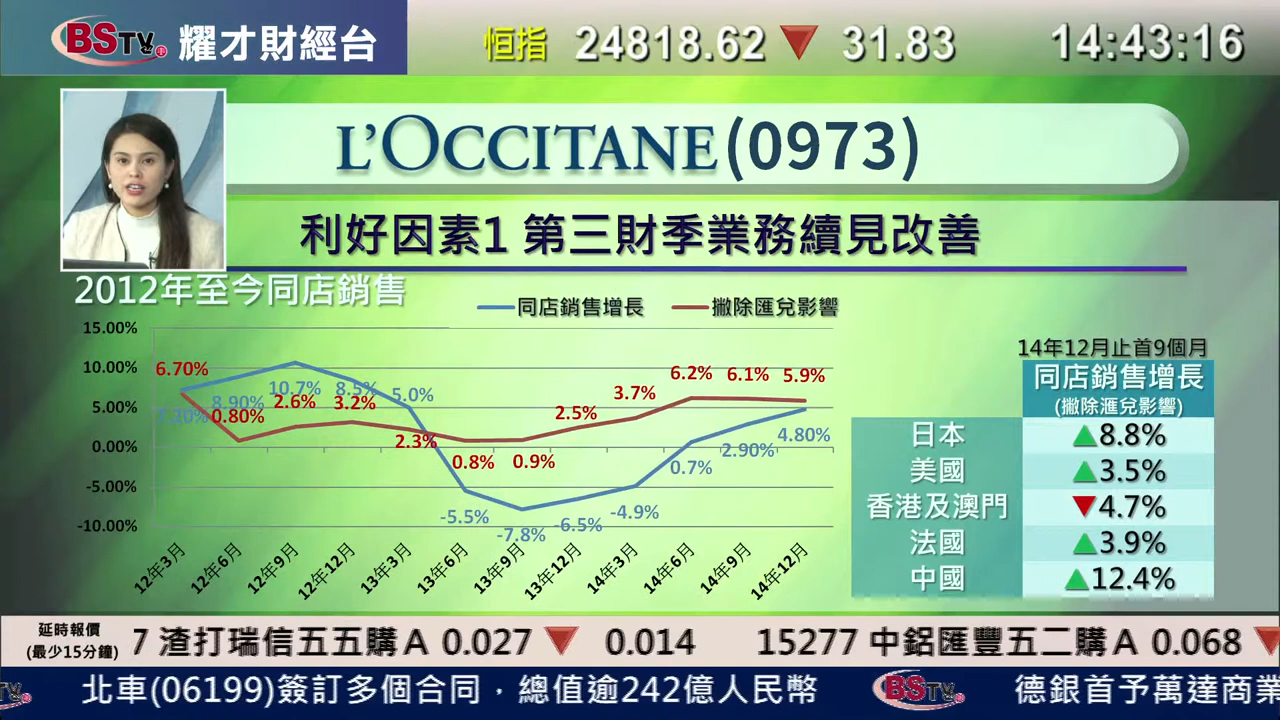 BSTV 耀才財經台 恒指 24818.62 ▼ 31.83 14:43:16
L'OCCITANE(0973)
利好因素1 第三財季業務續見改善
2012年至今同店銷售
同店銷售增長 撇除匯兌影響
15.00%
10.00%
5.00%
0.00%
-5.00%
-10.00%
7.10% 8.90% 10.7% 8.5% 5.0% -5.5% -7.8% -6.5% -4.9% 0.7% 2.90% 4.80%
6.70% 0.80% 2.6% 3.2% 2.3% 0.8% 0.9% 2.5% 3.7% 6.2% 6.1% 5.9%
12年3月 12年6月 12年9月 12年12月 13年3月 13年6月 13年9月 13年12月 14年3月 14年6月 14年9月 14年12月
14年12月止首9個月
同店銷售增長
(撇除滙兌影響)
日本 ▲8.8%
美國 ▲3.5%
香港及澳門 ▼4.7%
法國 ▲3.9%
中國 ▲12.4%
延時報價
(最少15分鐘)
7 渣打瑞信五五購A 0.027 ▼ 0.014 15277 中鋁匯豐五二購A 0.068 ▼
北車(06199)簽訂多個合同，總值逾242億人民幣 BSTV 德銀首予萬達商業